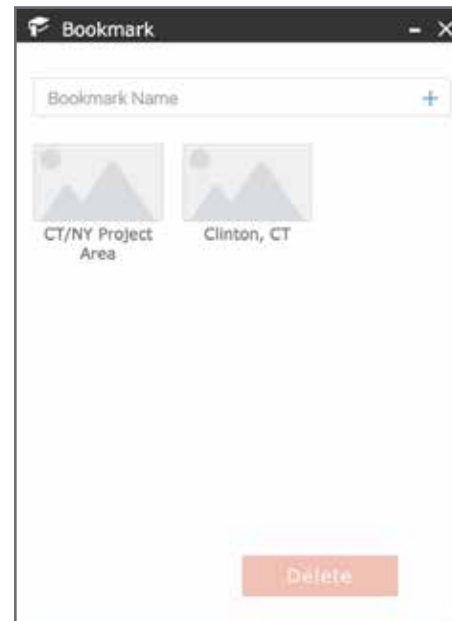 Bookmark
Bookmark Name
CT/NY Project
Area
Clinton, CT
Delete